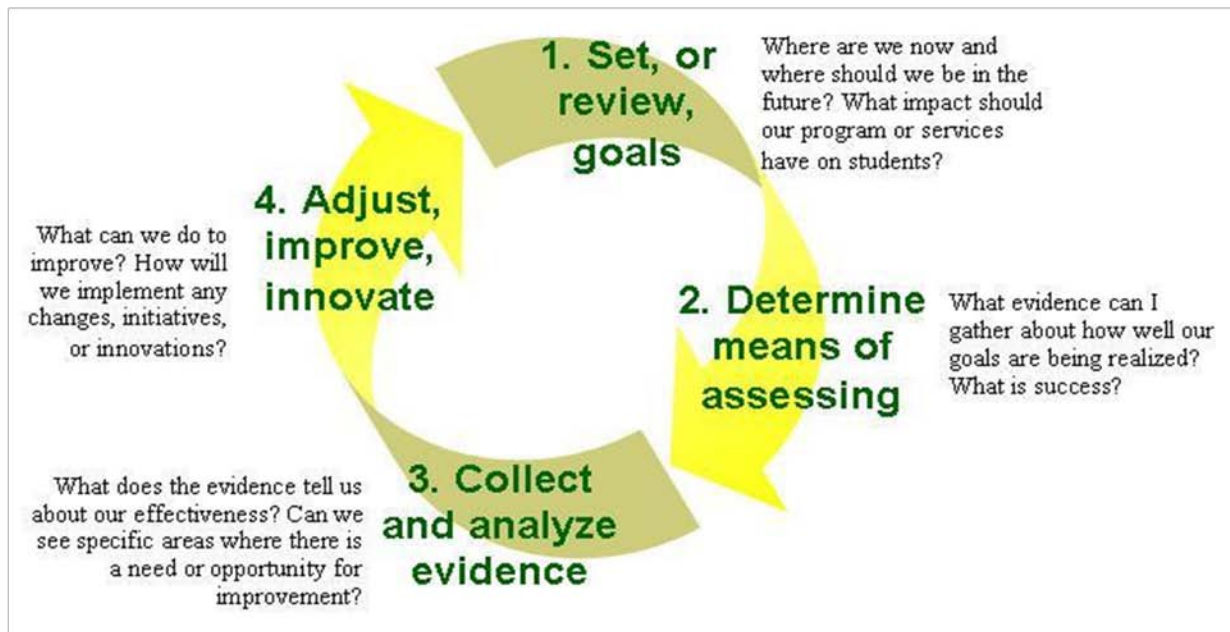 1. Set, or
review,
goals
Where are we now and
where should we be in the
future? What impact should
our program or services
have on students?
2. Determine
means of
assessing
What evidence can I
gather about how well our
goals are being realized?
What is success?
3. Collect
and analyze
evidence
What does the evidence tell us
about our effectiveness? Can we
see specific areas where there is
a need or opportunity for
improvement?
4. Adjust,
improve,
innovate
What can we do to
improve? How will
we implement any
changes, initiatives,
or innovations?